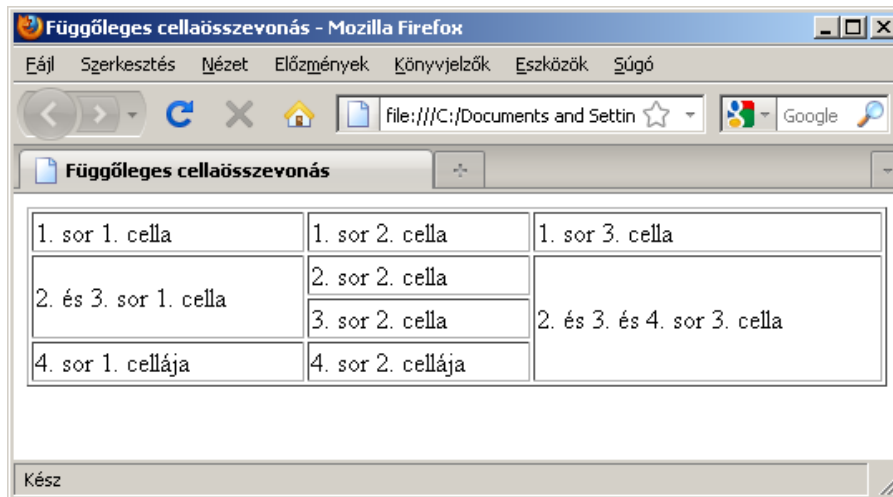 Függőleges cellaösszevonás - Mozilla Firefox
Fájl Szerkesztés Nézet Előzmények Könyvjelzők Eszközök Súgó
file:///C:/Documents and Settin Google
Függőleges cellaösszevonás
1. sor 1. cella 1. sor 2. cella 1. sor 3. cella
2. és 3. sor 1. cella 2. sor 2. cella 2. és 3. és 4. sor 3. cella
3. sor 2. cella
4. sor 1. cellája 4. sor 2. cellája
Kész